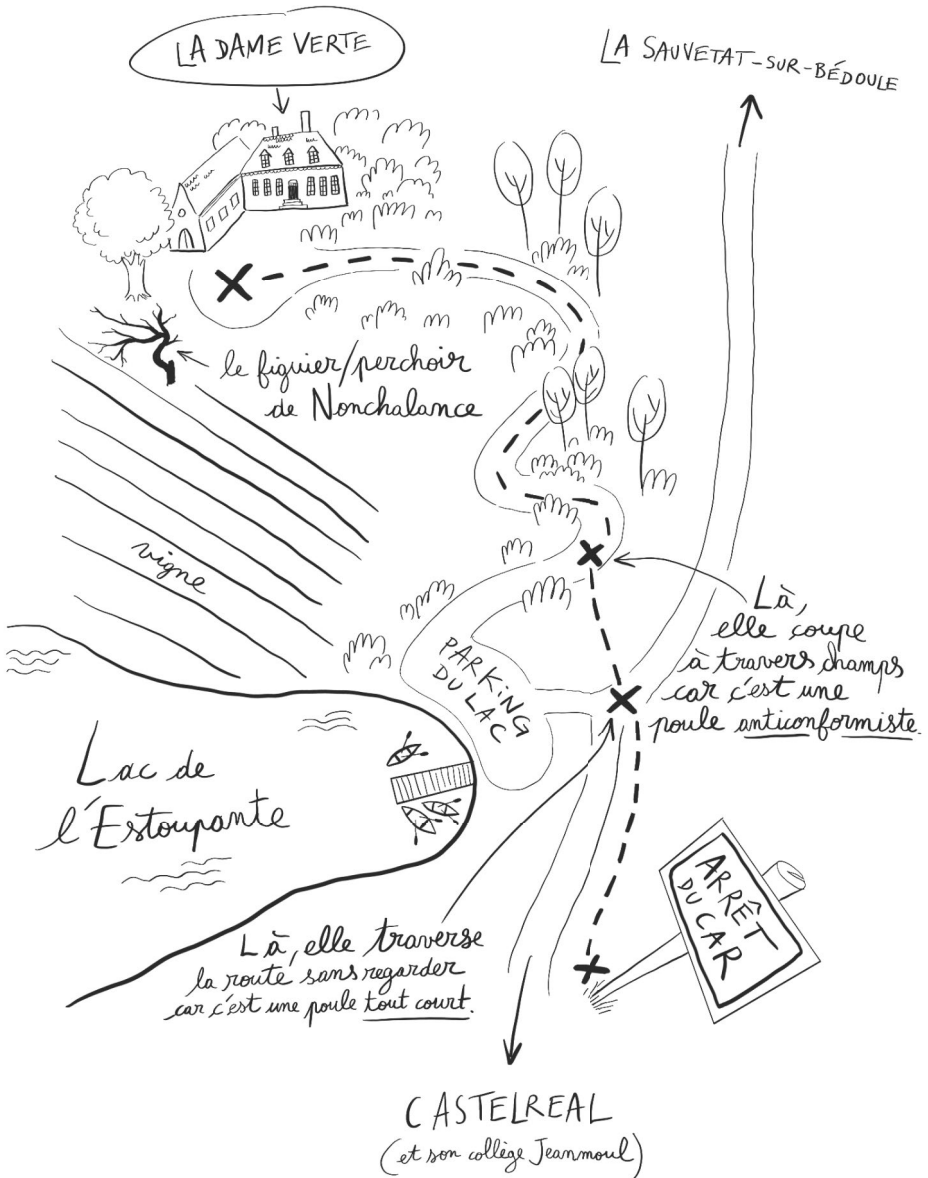 LA DAME VERTE
LA SAUVETAT-SUR-BÉDOULE
le figuier/perchoir
de Nonchalance
vigne
Là,
elle coupe
à travers champs
car c'est une
poule anticonformiste.
PARKING
DU LAC
Lac de
l'Estoupante
ARRÊT
DU CAR
Là, elle traverse
la route sans regarder
car c'est une poule tout court.
CASTELREAL
(et son collège Jeanmoul)